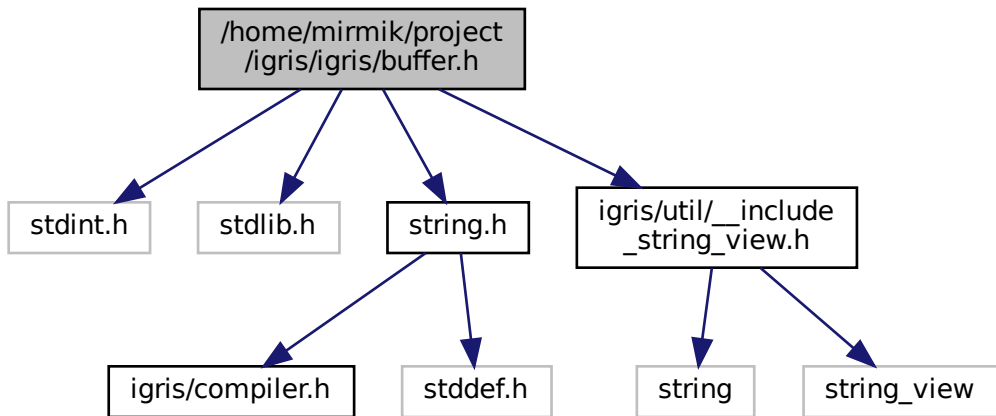 /home/mirmik/project
/igris/igris/buffer.h
stdint.h
stdlib.h
string.h
igris/util/__include
_string_view.h
igris/compiler.h
stddef.h
string
string_view